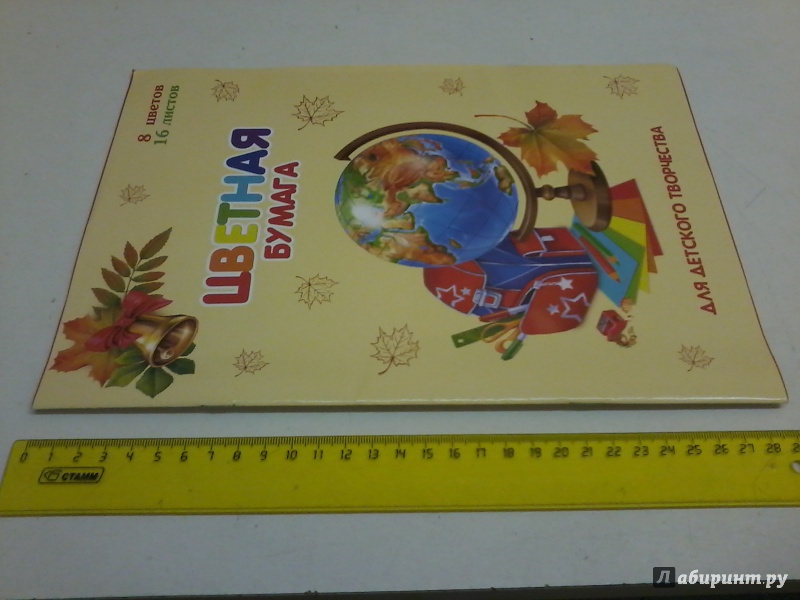 8 цветов
16 листов
ЦВЕТНАЯ
БУМАГА
ДЛЯ ДЕТСКОГО ТВОРЧЕСТВА
0 1 2 3 4 5 6 7 8 9 10 11 12 13 14 15 16 17 18 19 20 21 22 23 24 25 26 27 28
СТАММ
Лабиринт.ру